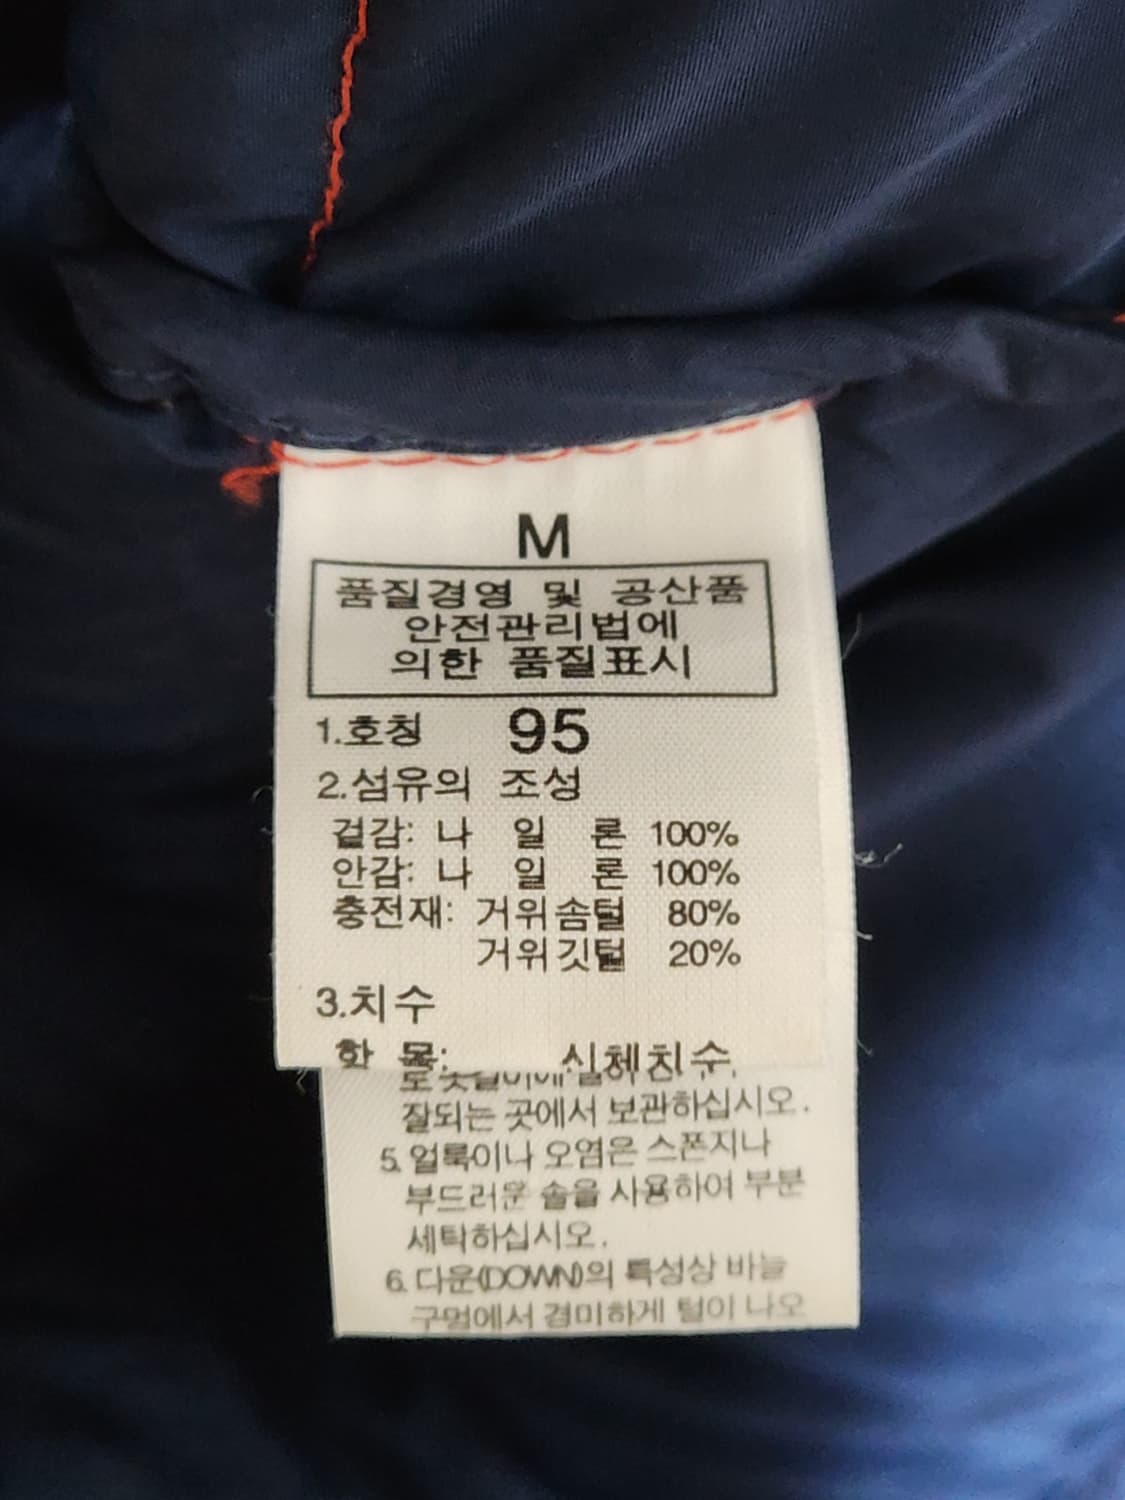 M
품질경영 및 공산품
안전관리법에
의한 품질표시
1.호칭 95
2.섬유의 조성
겉감: 나 일 론 100%
안감: 나 일 론 100%
충전재: 거위솜털 80%
거위깃털 20%
3.치수
항 목: 신체치수
잘되는 곳에서 보관하십시오.
5. 얼룩이나 오염은 스폰지나
부드러운 솔을 사용하여 부분
세탁하십시오.
6. 다운(DOWN)의 특성상 바늘
구멍에서 경미하게 털이 나오